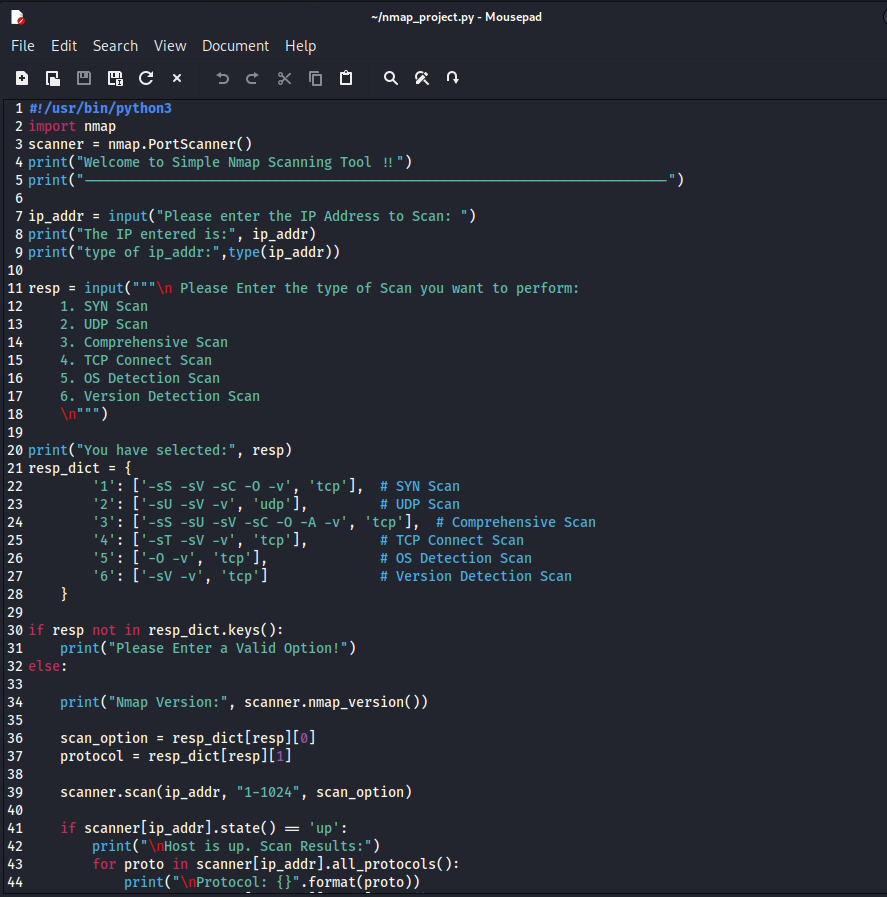 ~/nmap_project.py - Mousepad
File Edit Search View Document Help
1 #!/usr/bin/python3
2 import nmap
3 scanner = nmap.PortScanner()
4 print("Welcome to Simple Nmap Scanning Tool !!")
5 print("-------------------------------------------------------------------------")
6
7 ip_addr = input("Please enter the IP Address to Scan: ")
8 print("The IP entered is:", ip_addr)
9 print("type of ip_addr:",type(ip_addr))
10
11 resp = input("""\n Please Enter the type of Scan you want to perform:
12     1. SYN Scan
13     2. UDP Scan
14     3. Comprehensive Scan
15     4. TCP Connect Scan
16     5. OS Detection Scan
17     6. Version Detection Scan
18     \n""")
19
20 print("You have selected:", resp)
21 resp_dict = {
22         '1': ['-sS -sV -sC -O -v', 'tcp'],  # SYN Scan
23         '2': ['-sU -sV -v', 'udp'],         # UDP Scan
24         '3': ['-sS -sU -sV -sC -O -A -v', 'tcp'],  # Comprehensive Scan
25         '4': ['-sT -sV -v', 'tcp'],         # TCP Connect Scan
26         '5': ['-O -v', 'tcp'],              # OS Detection Scan
27         '6': ['-sV -v', 'tcp']              # Version Detection Scan
28     }
29
30 if resp not in resp_dict.keys():
31     print("Please Enter a Valid Option!")
32 else:
33
34     print("Nmap Version:", scanner.nmap_version())
35
36     scan_option = resp_dict[resp][0]
37     protocol = resp_dict[resp][1]
38
39     scanner.scan(ip_addr, "1-1024", scan_option)
40
41     if scanner[ip_addr].state() == 'up':
42         print("\nHost is up. Scan Results:")
43         for proto in scanner[ip_addr].all_protocols():
44             print("\nProtocol: {}".format(proto))